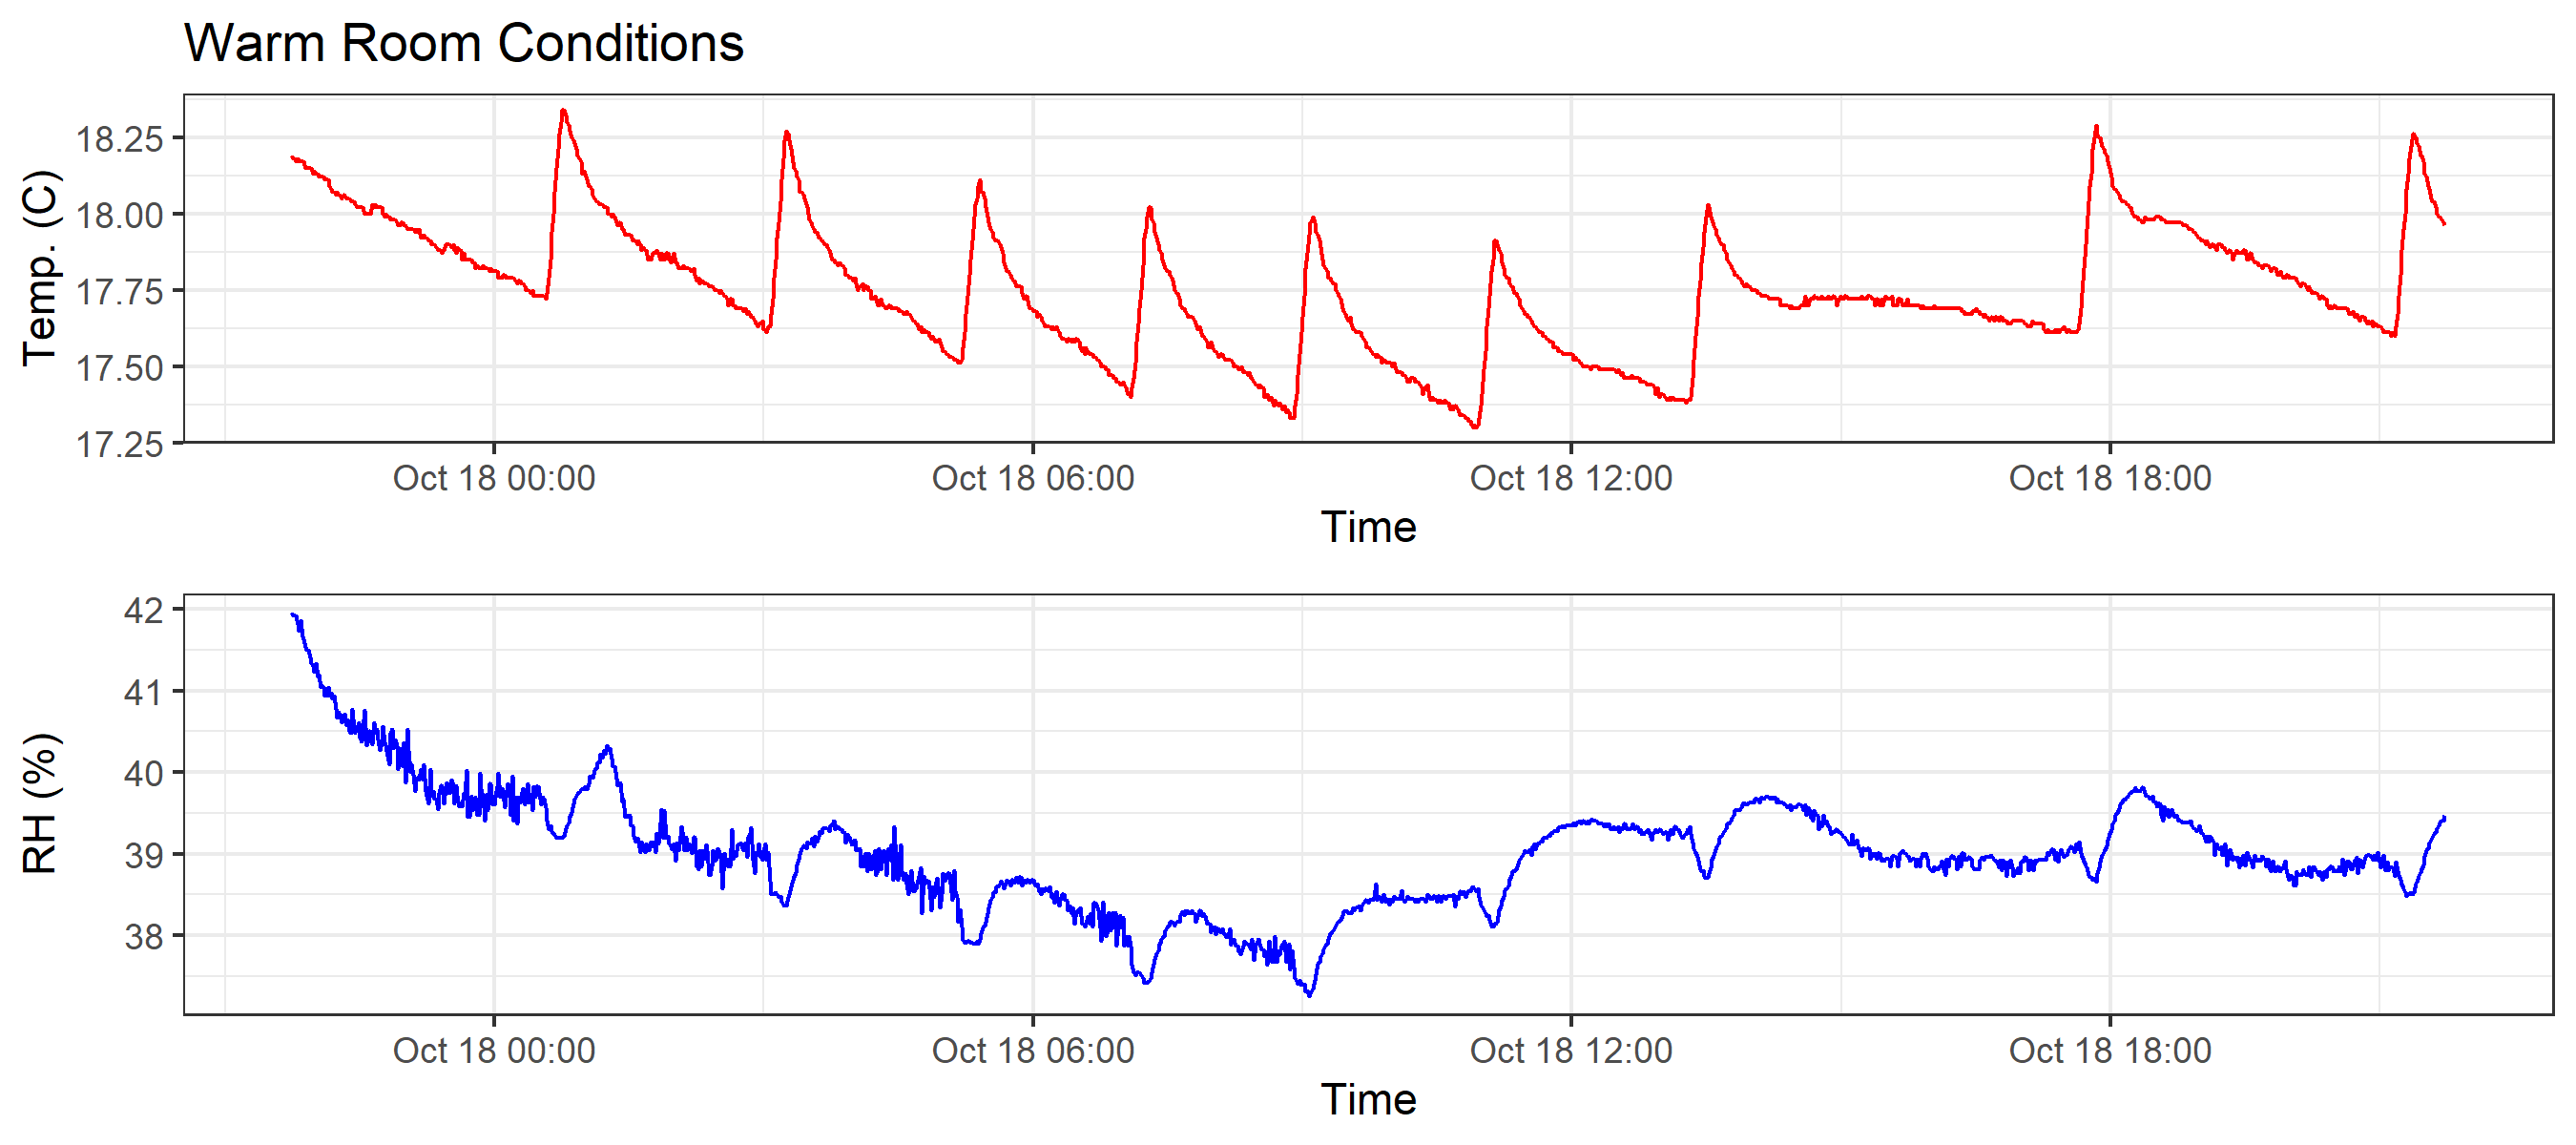 Warm Room Conditions
Temp. (C)
18.25
18.00
17.75
17.50
17.25
Oct 18 00:00 Oct 18 06:00 Oct 18 12:00 Oct 18 18:00
Time
RH (%)
42
41
40
39
38
Oct 18 00:00 Oct 18 06:00 Oct 18 12:00 Oct 18 18:00
Time